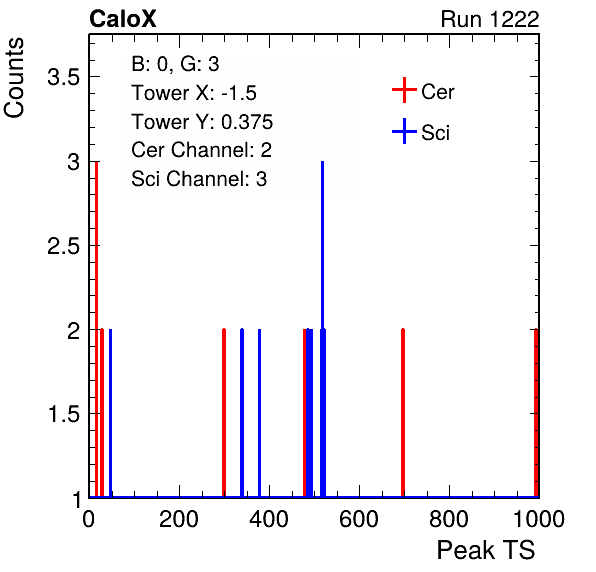 CaloX Run 1222
Counts
B: 0, G: 3
Tower X: -1.5
Tower Y: 0.375
Cer Channel: 2
Sci Channel: 3
Cer
Sci
3.5
3
2.5
2
1.5
1
0 200 400 600 800 1000
Peak TS